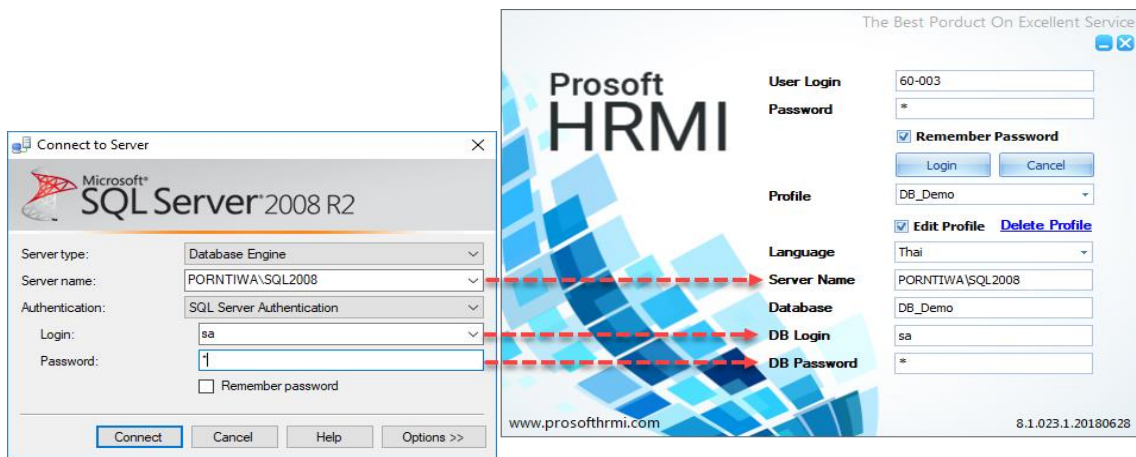 Connect to Server
Microsoft®
SQL Server® 2008 R2
Server type: Database Engine
Server name: PORNTIWA\SQL2008
Authentication: SQL Server Authentication
Login: sa
Password: *
Remember password
Connect Cancel Help Options >>
The Best Porduct On Excellent Service
Prosoft
HRMI
User Login 60-003
Password *
Remember Password
Login Cancel
Profile DB_Demo
Edit Profile Delete Profile
Language Thai
Server Name PORNTIWA\SQL2008
Database DB_Demo
DB Login sa
DB Password *
www.prosofthrmi.com 8.1.023.1.20180628